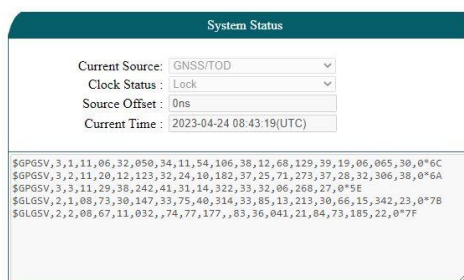 System Status
Current Source: GNSS/TOD
Clock Status : Lock
Source Offset : 0ns
Current Time : 2023-04-24 08:43:19(UTC)
$GPGSV,3,1,11,06,32,050,34,11,54,106,38,12,68,129,39,19,06,065,30,0*6C
$GPGSV,3,2,11,20,12,123,32,24,10,182,37,25,71,273,37,28,32,306,38,0*6A
$GPGSV,3,3,11,29,38,242,41,31,14,322,33,32,06,268,27,0*5E
$GLGSV,2,1,08,73,30,147,33,75,40,314,33,85,13,213,30,66,15,342,23,0*7B
$GLGSV,2,2,08,67,11,032,,74,77,177,,83,36,041,21,84,73,185,22,0*7F